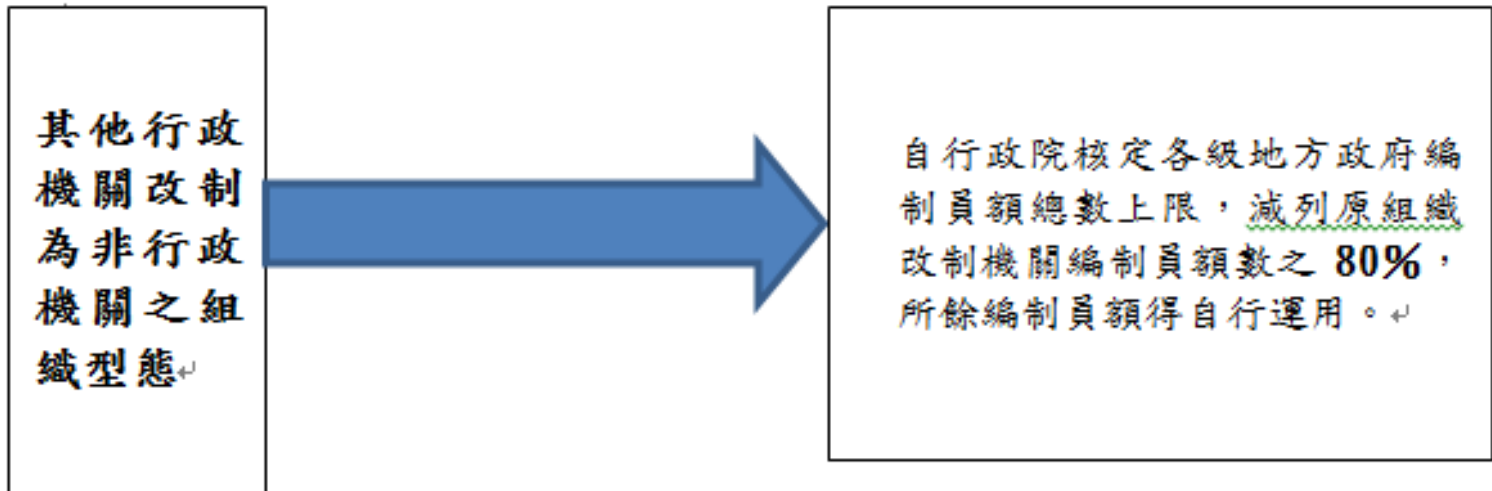 其他行政
機關改制
為非行政
機關之組
織型態
自行政院核定各級地方政府編
制員額總數上限，減列原組織
改制機關編制員額數之 80%，
所餘編制員額得自行運用。